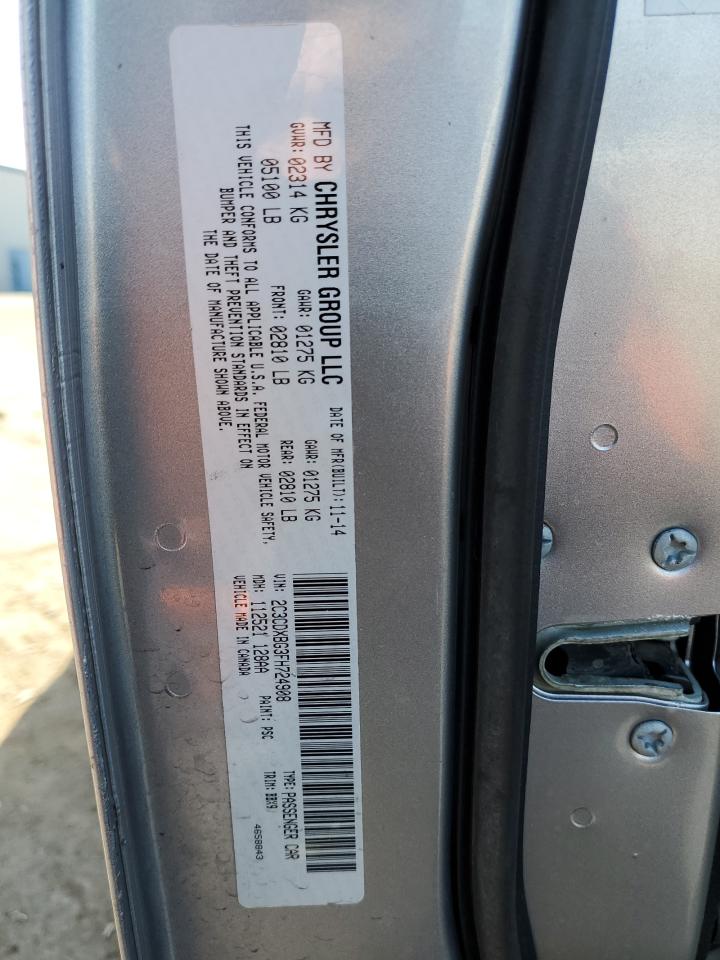 MFD BY CHRYSLER GROUP LLC DATE OF MFR(BUILT): 11-14
GVWR: 02314 KG GAWR: 01275 KG GAWR: 01275 KG
05100 LB FRONT: 02810 LB REAR: 02810 LB
THIS VEHICLE CONFORMS TO ALL APPLICABLE U.S.A. FEDERAL MOTOR VEHICLE SAFETY,
BUMPER AND THEFT PREVENTION STANDARDS IN EFFECT ON
THE DATE OF MANUFACTURE SHOWN ABOVE.
VIN: 2C3CDXBG3FH724908 TYPE: PASSENGER CAR
MDH: 112521 128AA PAINT: PSC TRIM: BBX9
VEHICLE MADE IN CANADA
4658843